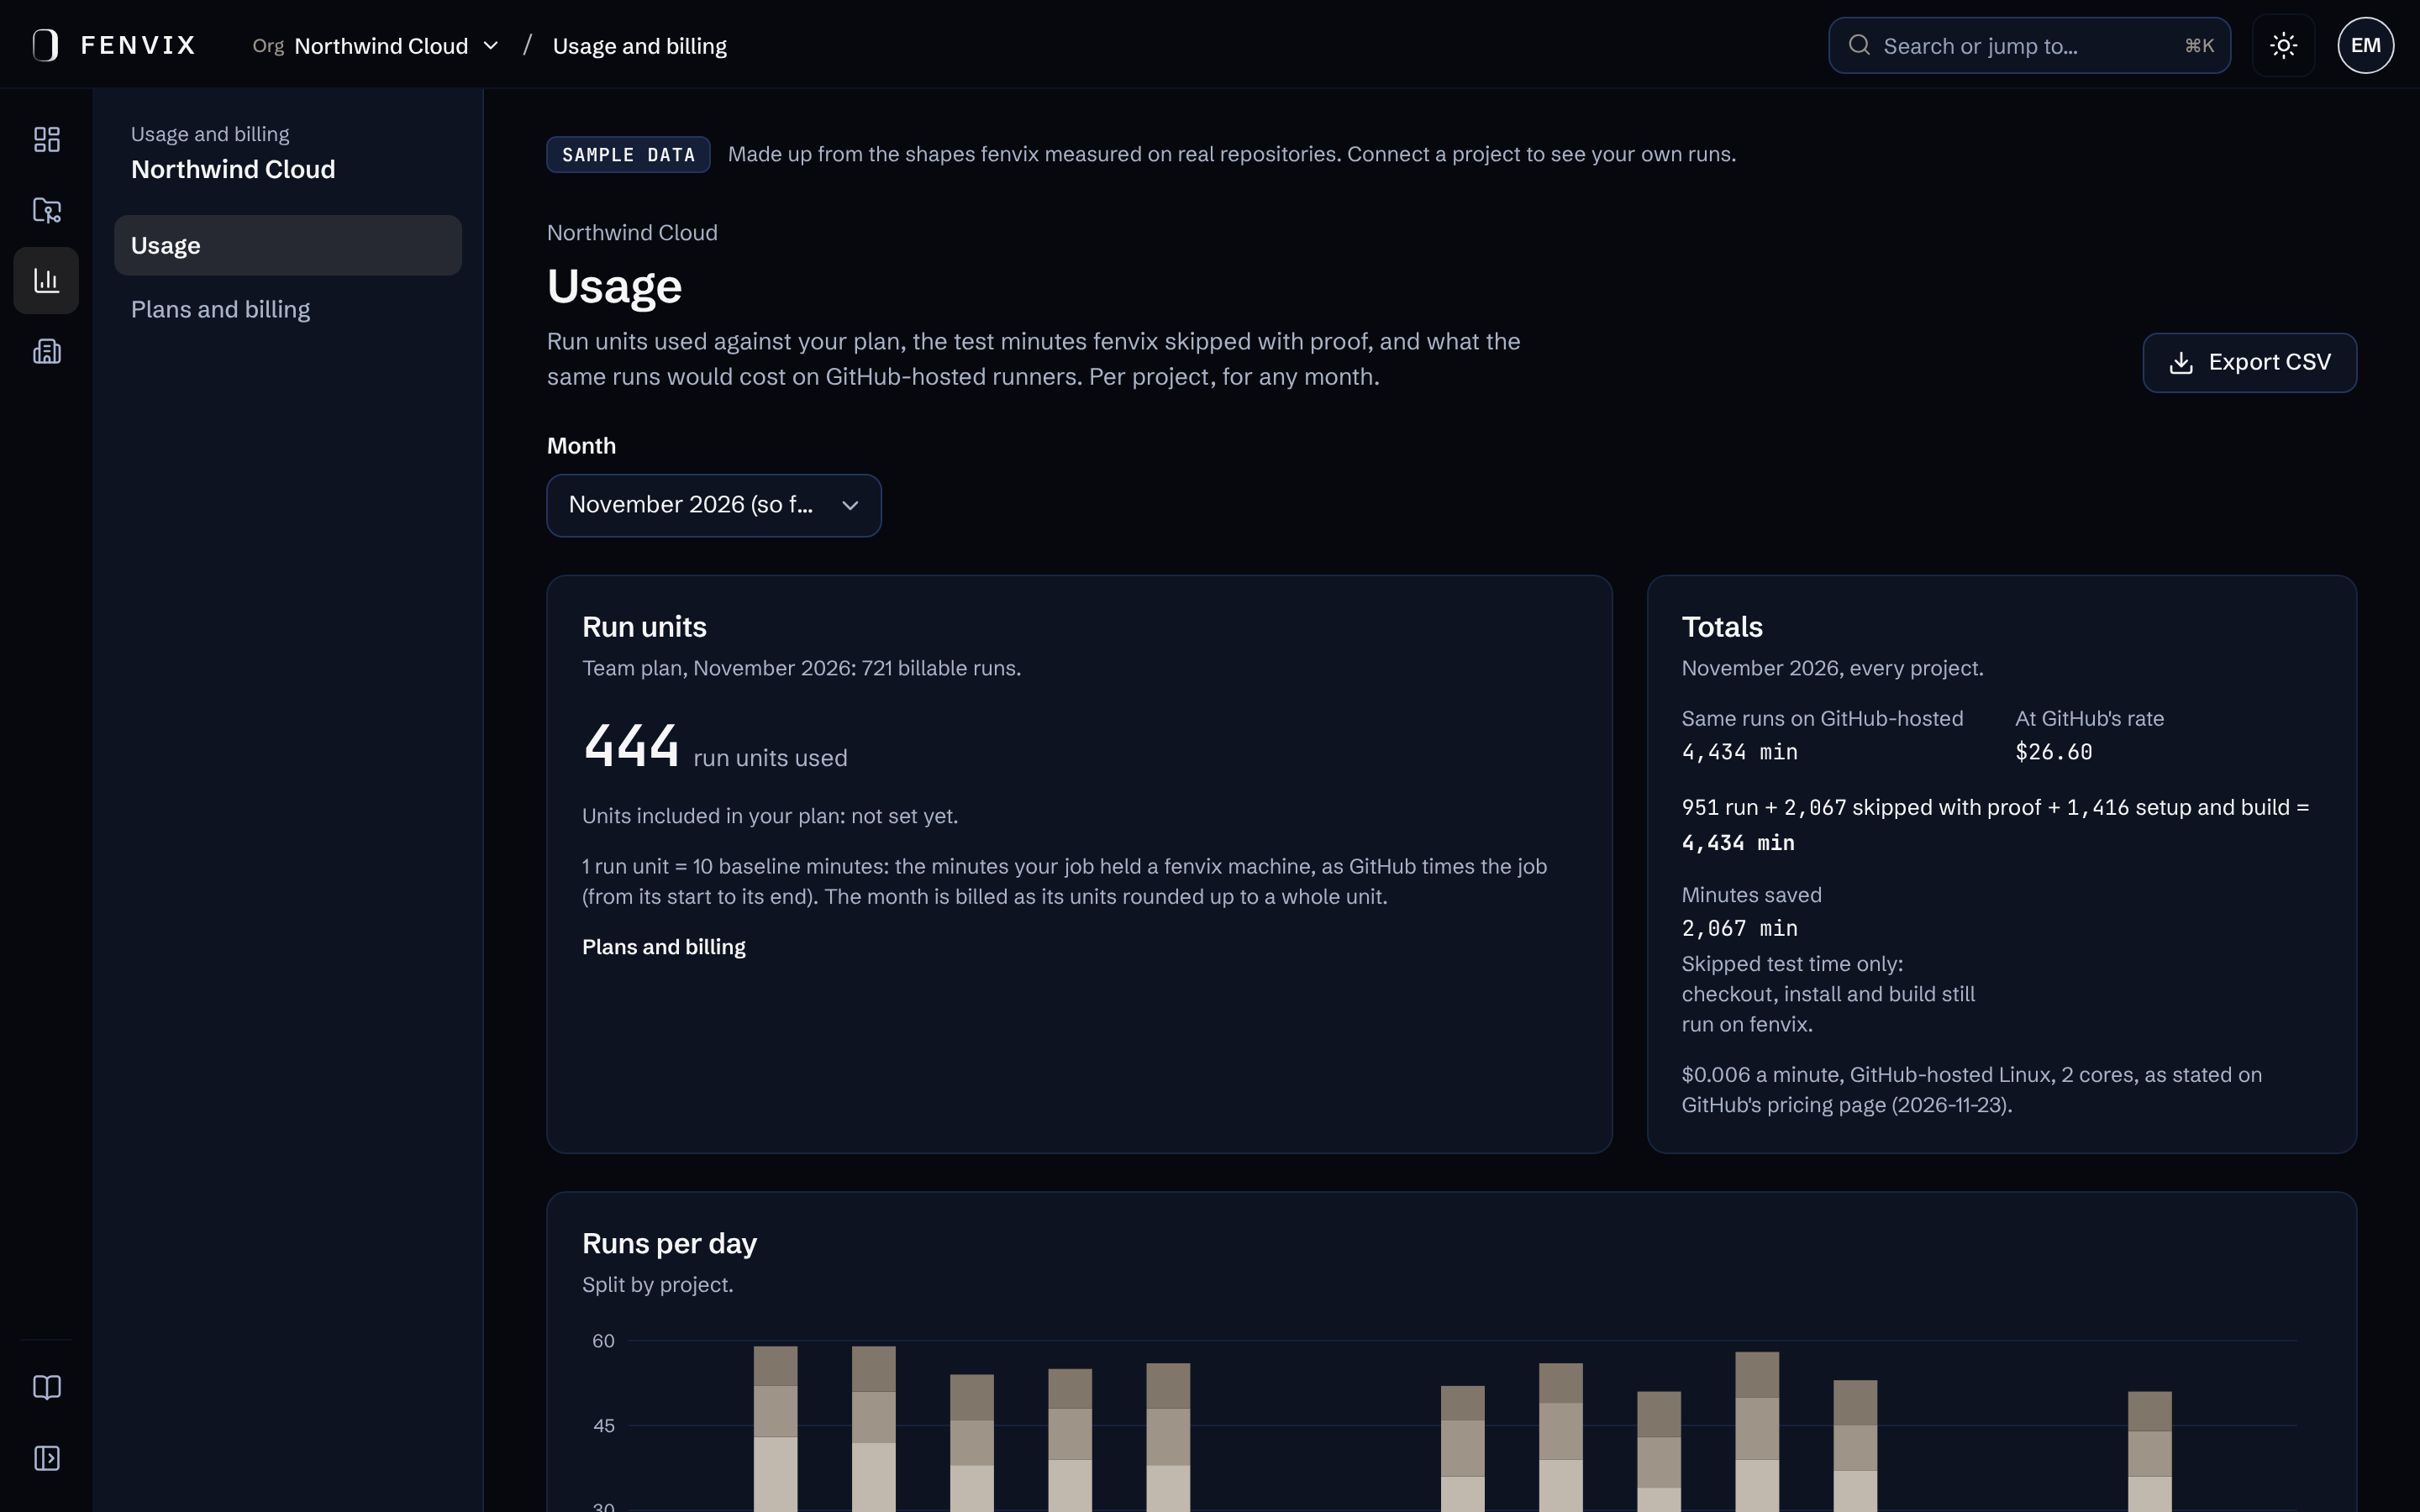 FENVIX
Org Northwind Cloud / Usage and billing
Search or jump to... ⌘K
EM
Usage and billing
Northwind Cloud
Usage
Plans and billing
SAMPLE DATA Made up from the shapes fenvix measured on real repositories. Connect a project to see your own runs.
Northwind Cloud
Usage
Run units used against your plan, the test minutes fenvix skipped with proof, and what the
same runs would cost on GitHub-hosted runners. Per project, for any month.
Export CSV
Month
November 2026 (so f...
Run units
Team plan, November 2026: 721 billable runs.
444 run units used
Units included in your plan: not set yet.
1 run unit = 10 baseline minutes: the minutes your job held a fenvix machine, as GitHub times the job
(from its start to its end). The month is billed as its units rounded up to a whole unit.
Plans and billing
Totals
November 2026, every project.
Same runs on GitHub-hosted
4,434 min
At GitHub's rate
$26.60
951 run + 2,067 skipped with proof + 1,416 setup and build =
4,434 min
Minutes saved
2,067 min
Skipped test time only:
checkout, install and build still
run on fenvix.
$0.006 a minute, GitHub-hosted Linux, 2 cores, as stated on
GitHub's pricing page (2026-11-23).
Runs per day
Split by project.
60
45
30